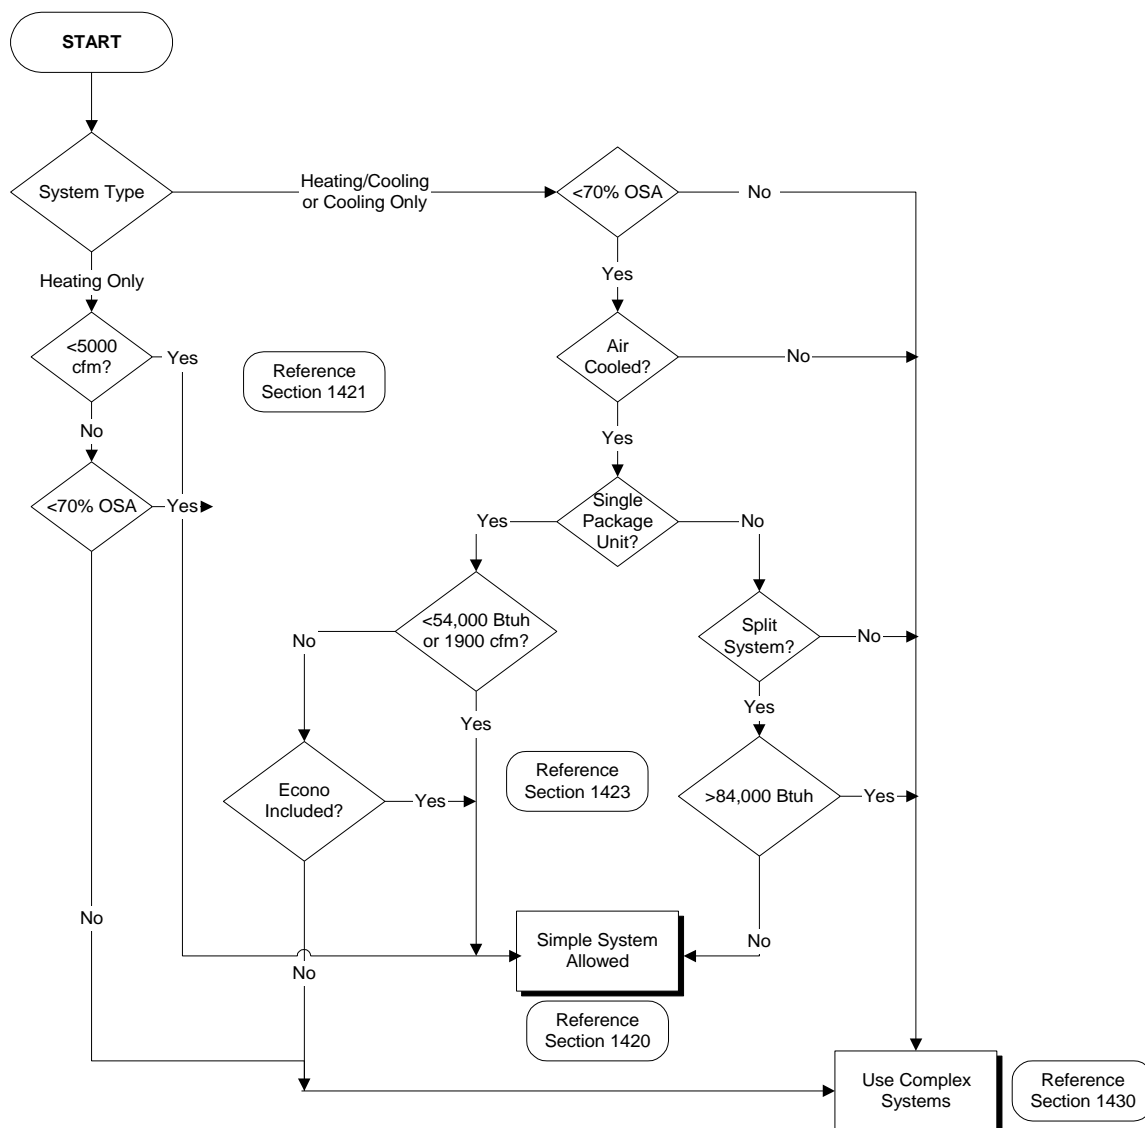 START
System Type
Heating/Cooling
or Cooling Only
<70% OSA
No
Yes
Heating Only
<5000
cfm?
Yes
Reference
Section 1421
Air
Cooled?
No
No
Yes
<70% OSA
Yes
Single
Package
Unit?
Yes
No
<54,000 Btuh
or 1900 cfm?
No
Split
System?
No
Yes
Yes
Reference
Section 1423
Econo
Included?
Yes
>84,000 Btuh
Yes
No
Simple System
Allowed
No
No
Reference
Section 1420
Use Complex
Systems
Reference
Section 1430